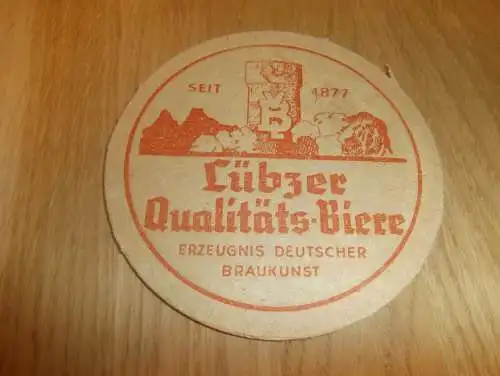 SEIT 1877
Lübzer
Qualitäts-Biere
ERZEUGNIS DEUTSCHER
BRAUKUNST